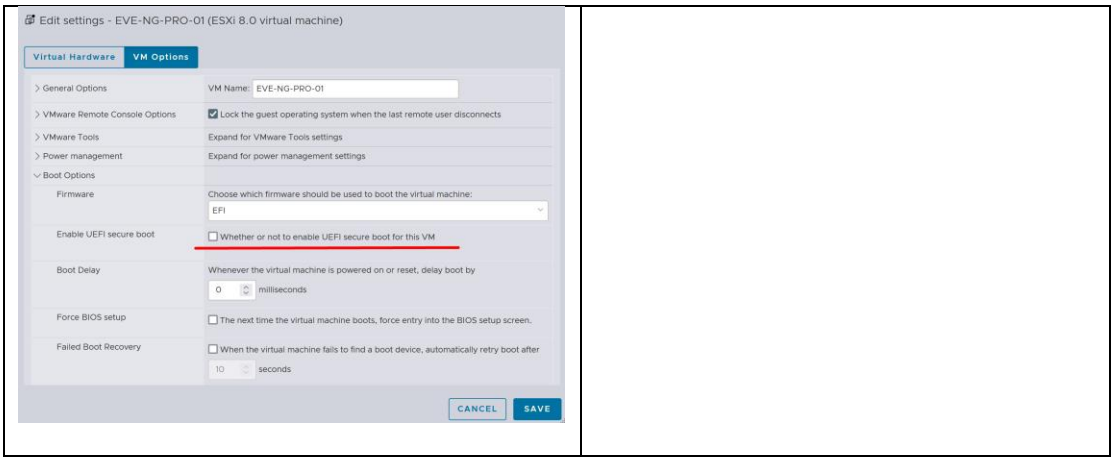 Edit settings - EVE-NG-PRO-01 (ESXi 8.0 virtual machine)
Virtual Hardware VM Options
General Options VM Name: EVE-NG-PRO-01
VMware Remote Console Options Lock the guest operating system when the last remote user disconnects
VMware Tools Expand for VMware Tools settings
Power management Expand for power management settings
Boot Options
Firmware Choose which firmware should be used to boot the virtual machine:
EFI
Enable UEFI secure boot Whether or not to enable UEFI secure boot for this VM
Boot Delay Whenever the virtual machine is powered on or reset, delay boot by
0 milliseconds
Force BIOS setup The next time the virtual machine boots, force entry into the BIOS setup screen.
Failed Boot Recovery When the virtual machine fails to find a boot device, automatically retry boot after
10 seconds
CANCEL SAVE